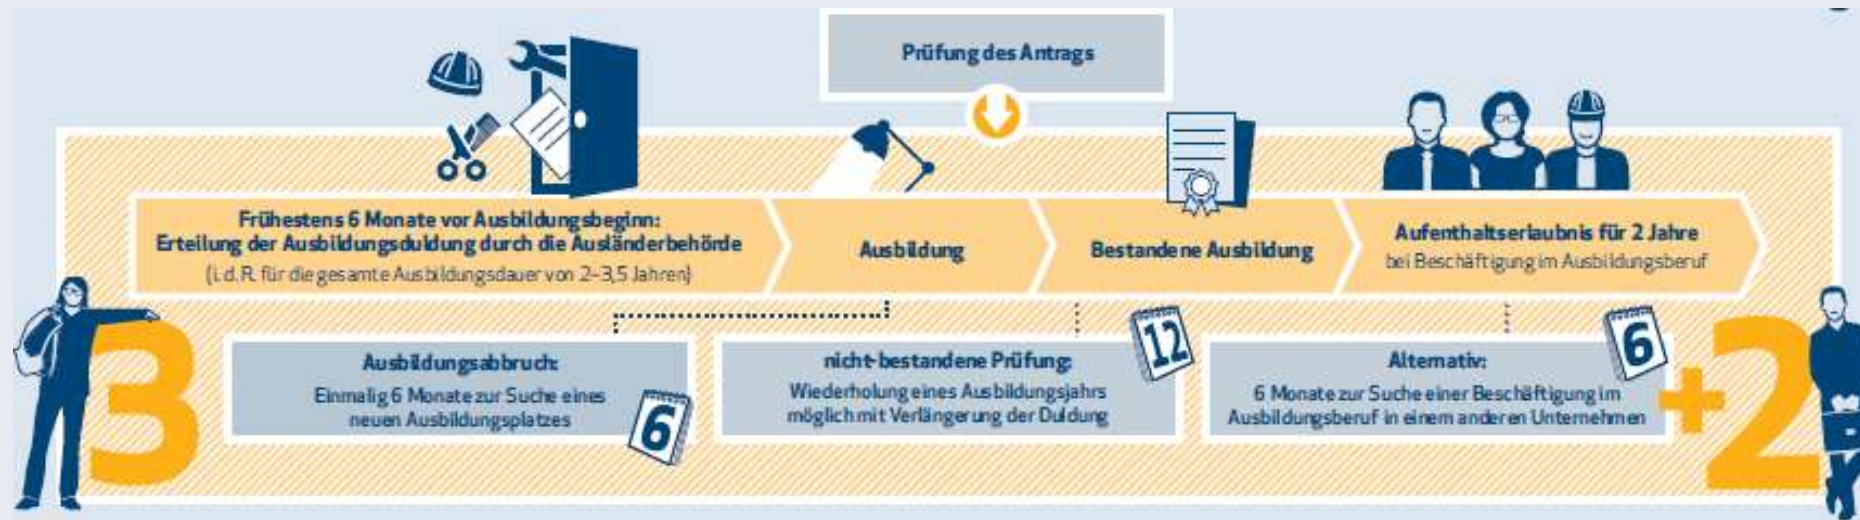 Prüfung des Antrags
Frühestens 6 Monate vor Ausbildungsbeginn:
Erteilung der Ausbildungsduldung durch die Ausländerbehörde
(i.d.R. für die gesamte Ausbildungsdauer von 2–3,5 Jahren)
Ausbildung
Bestandene Ausbildung
Aufenthaltserlaubnis für 2 Jahre
bei Beschäftigung im Ausbildungsberuf
3
Ausbildungsabbruch:
Einmalig 6 Monate zur Suche eines
neuen Ausbildungsplatzes
6
nicht-bestandene Prüfung:
Wiederholung eines Ausbildungsjahrs
möglich mit Verlängerung der Duldung
12
Alternativ:
6 Monate zur Suche einer Beschäftigung im
Ausbildungsberuf in einem anderen Unternehmen
6
+2